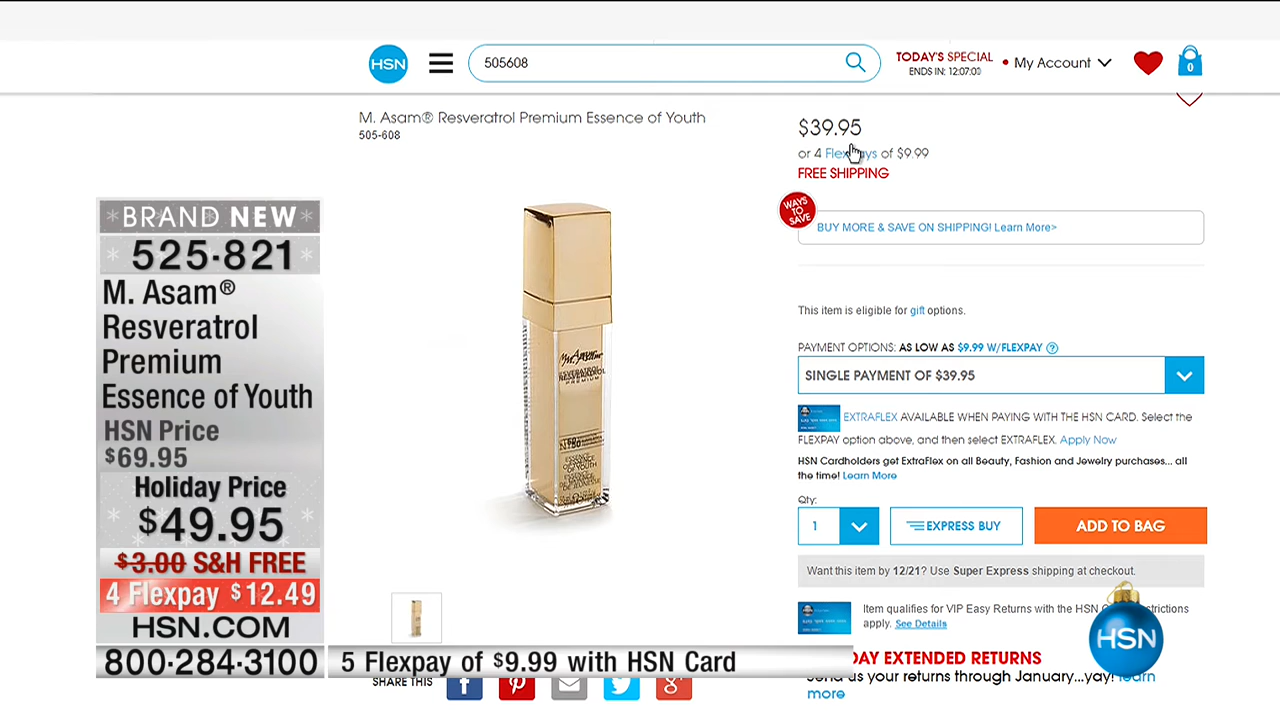 HSN
505608
TODAY'S SPECIAL
ENDS IN: 12:07:00
My Account
0
M. Asam® Resveratrol Premium Essence of Youth
505-608
$39.95
or 4 FlexPays of $9.99
FREE SHIPPING
WAYS
TO
SAVE
BUY MORE & SAVE ON SHIPPING! Learn More>
This item is eligible for gift options.
PAYMENT OPTIONS: AS LOW AS $9.99 W/FLEXPAY ?
SINGLE PAYMENT OF $39.95
EXTRAFLEX AVAILABLE WHEN PAYING WITH THE HSN CARD. Select the
FLEXPAY option above, and then select EXTRAFLEX. Apply Now
HSN Cardholders get ExtraFlex on all Beauty, Fashion and Jewelry purchases... all
the time! Learn More
Qty:
1
EXPRESS BUY
ADD TO BAG
Want this item by 12/21? Use Super Express shipping at checkout.
Item qualifies for VIP Easy Returns with the HSN
apply. See Details
HSN
DAY EXTENDED RETURNS
Send us your returns through January...yay! learn
more
BRAND NEW
525-821
M. Asam®
Resveratrol
Premium
Essence of Youth
HSN Price
$69.95
Holiday Price
$49.95
$3.00 S&H FREE
4 Flexpay $12.49
HSN.COM
800-284-3100
5 Flexpay of $9.99 with HSN Card
SHARE THIS
M. Asam
RESVERATROL
PREMIUM
ESSENCE
OF YOUTH